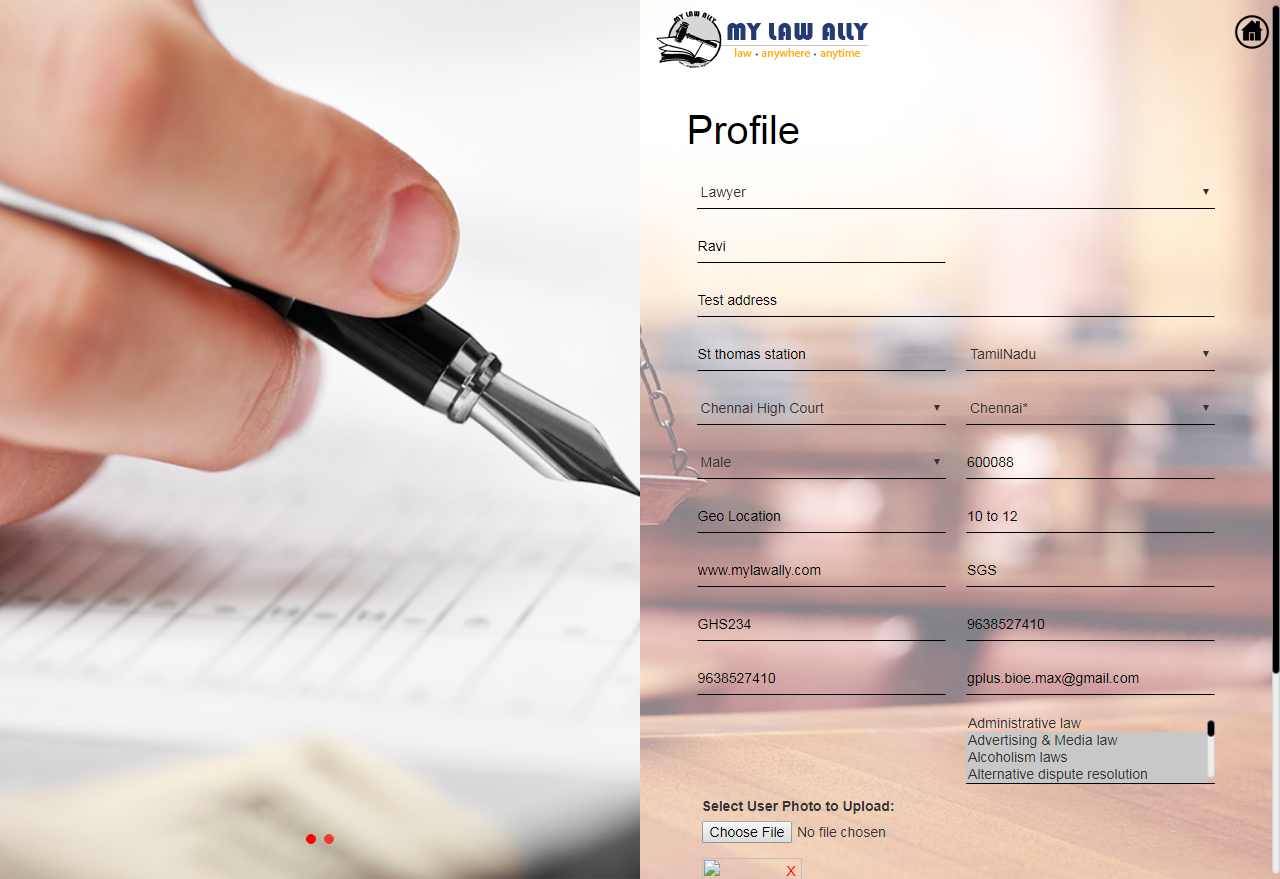 MY LAW ALLY
MY LAW ALLY
law • anywhere • anytime
Profile
Lawyer
Ravi
Test address
St thomas station TamilNadu
Chennai High Court Chennai*
Male 600088
Geo Location 10 to 12
www.mylawally.com SGS
GHS234 9638527410
9638527410 gplus.bioe.max@gmail.com
Administrative law
Advertising & Media law
Alcoholism laws
Alternative dispute resolution
Select User Photo to Upload:
Choose File No file chosen
X